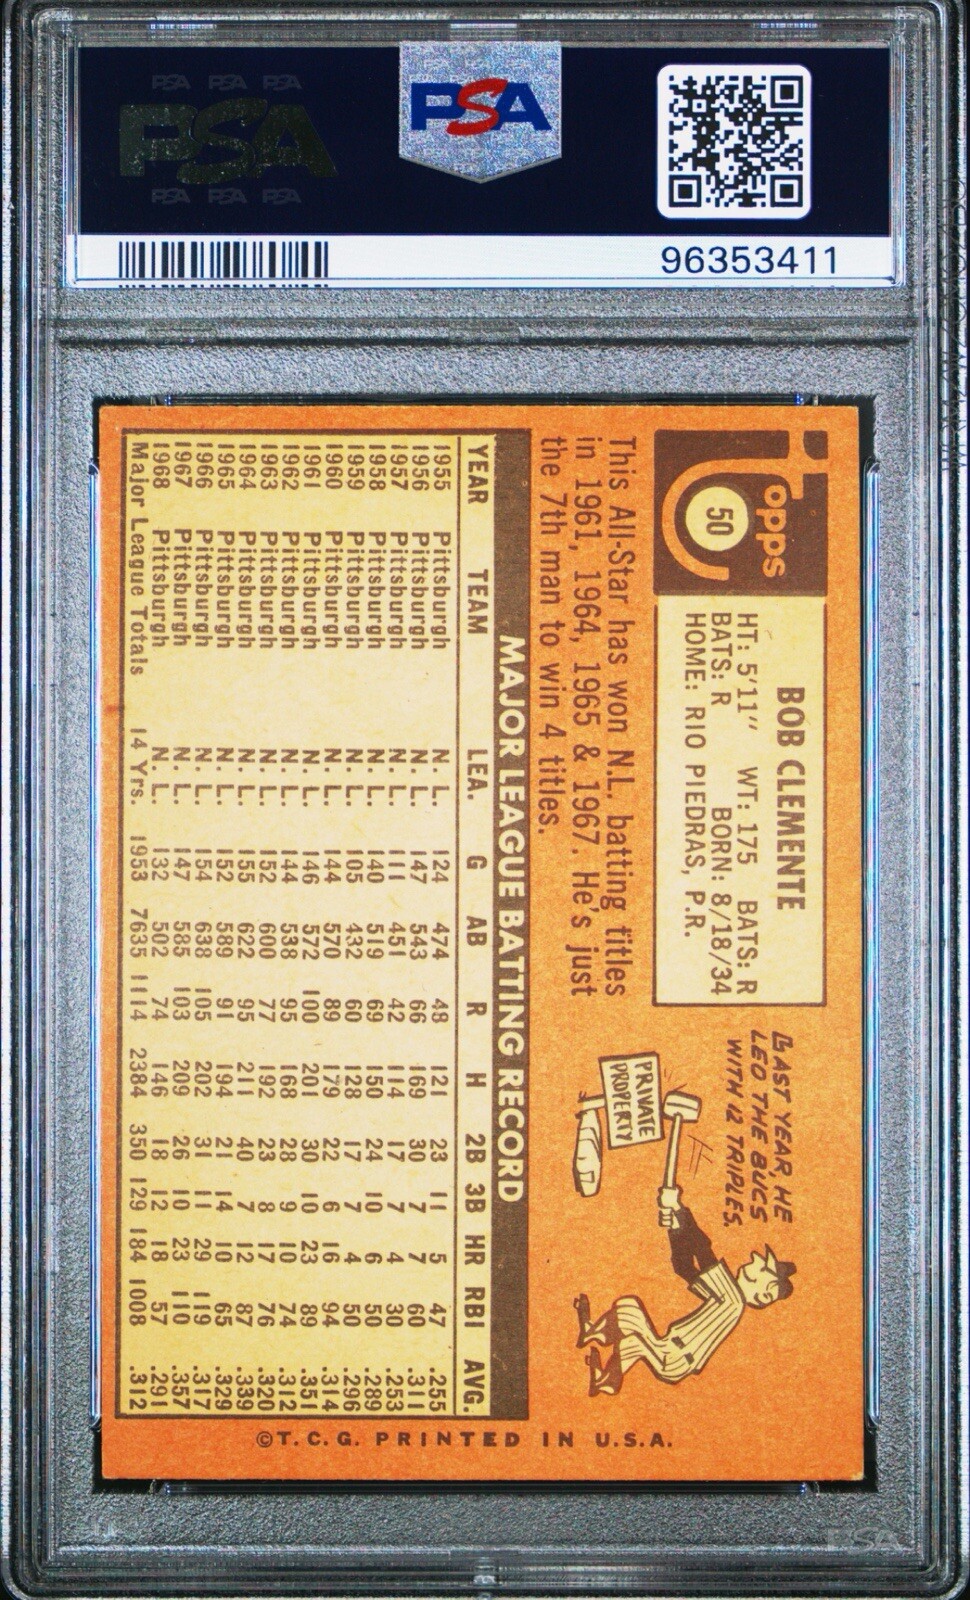 PSA PSA PSA
PSA
PSA PSA PSA
PSA
96353411
Topps
50
BOB CLEMENTE
HT: 5'11" WT: 175 BATS: R
BATS: R BORN: 8/18/34
HOME: RIO PIEDRAS, P.R.
This All-Star has won N.L. batting titles
in 1961, 1964, 1965 & 1967. He's just
the 7th man to win 4 titles.
LAST YEAR, HE
LED THE BUCS
WITH 12 TRIPLES.
PRIVATE
PROPERTY
MAJOR LEAGUE BATTING RECORD
YEAR TEAM LEA. G AB R H 2B 3B HR RBI AVG.
1955 Pittsburgh N. L. 124 474 48 121 23 11 5 47 .255
1956 Pittsburgh N. L. 147 543 66 169 30 7 7 60 .311
1957 Pittsburgh N. L. 111 451 42 114 17 7 4 30 .253
1958 Pittsburgh N. L. 140 519 69 150 24 10 6 50 .289
1959 Pittsburgh N. L. 105 432 60 128 17 7 4 50 .296
1960 Pittsburgh N. L. 144 570 89 179 22 6 16 94 .314
1961 Pittsburgh N. L. 146 572 100 201 30 10 23 89 .351
1962 Pittsburgh N. L. 144 538 95 168 28 9 10 74 .312
1963 Pittsburgh N. L. 152 600 77 192 23 8 17 76 .320
1964 Pittsburgh N. L. 155 622 95 211 40 7 12 87 .339
1965 Pittsburgh N. L. 152 589 91 194 21 14 10 65 .329
1966 Pittsburgh N. L. 154 638 105 202 31 11 29 119 .317
1967 Pittsburgh N. L. 147 585 103 209 26 10 23 110 .357
1968 Pittsburgh N. L. 132 502 74 146 18 12 18 57 .291
Major League Totals 14 Yrs. 1953 7635 1114 2384 350 129 184 1008 .312
©T.C.G. PRINTED IN U.S.A.
PSA